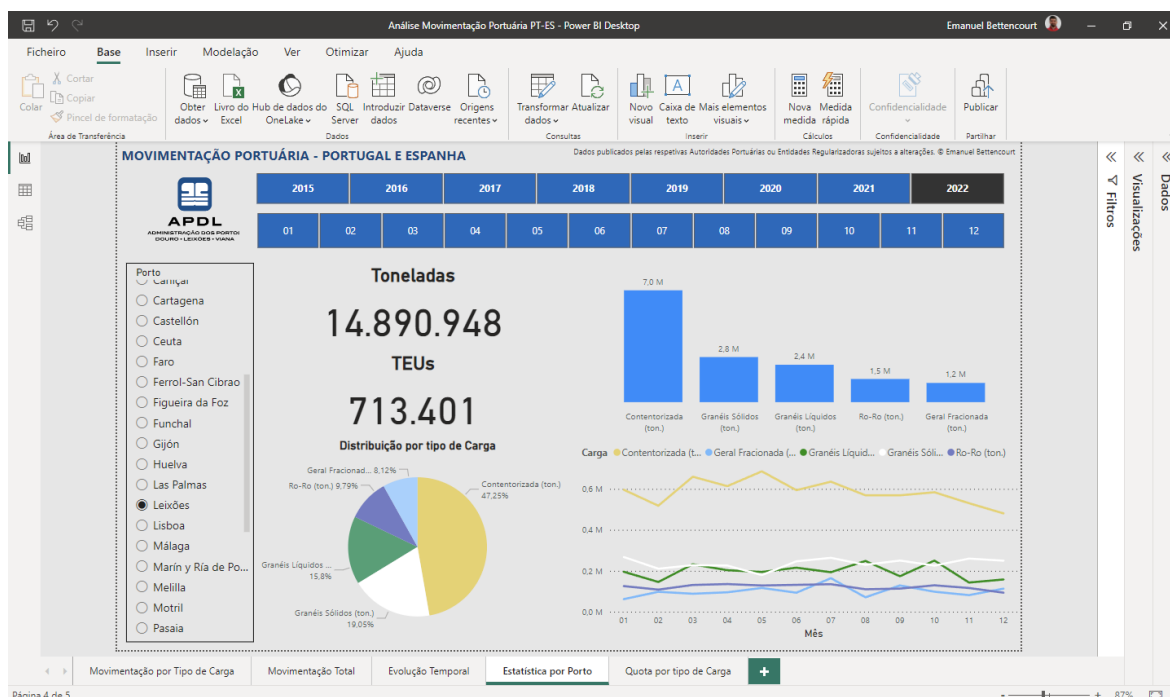 Análise Movimentação Portuária PT-ES - Power BI Desktop
Emanuel Bettencourt
Ficheiro Base Inserir Modelação Ver Otimizar Ajuda
Colar
Cortar
Copiar
Pincel de formatação
Área de Transferência
Obter dados
Livro do Excel
Hub de dados do OneLake
SQL Server
Introduzir dados
Dataverse
Origens recentes
Dados
Transformar dados
Atualizar
Consultas
Novo visual
Caixa de texto
Mais elementos visuais
Inserir
Nova medida
Medida rápida
Cálculos
Confidencialidade
Confidencialidade
Publicar
Partilhar
MOVIMENTAÇÃO PORTUÁRIA - PORTUGAL E ESPANHA
Dados publicados pelas respetivas Autoridades Portuárias ou Entidades Regularizadoras sujeitos a alterações. © Emanuel Bettencourt
APDL
ADMINISTRAÇÃO DOS PORTOS
DOURO · LEIXÕES · VIANA
2015 2016 2017 2018 2019 2020 2021 2022
01 02 03 04 05 06 07 08 09 10 11 12
Porto
Caniçal
Cartagena
Castellón
Ceuta
Faro
Ferrol-San Cibrao
Figueira da Foz
Funchal
Gijón
Huelva
Las Palmas
Leixões
Lisboa
Málaga
Marín y Ría de Po...
Melilla
Motril
Pasaia
Toneladas
14.890.948
TEUs
713.401
Distribuição por tipo de Carga
Geral Fracionad... 8,12%
Ro-Ro (ton.) 9,79%
Contentorizada (ton.)
47,25%
Granéis Líquidos ...
15,8%
Granéis Sólidos (ton.)
19,05%
7,0 M
2,8 M
2,4 M
1,5 M
1,2 M
Contentorizada (ton.)
Granéis Sólidos (ton.)
Granéis Líquidos (ton.)
Ro-Ro (ton.)
Geral Fracionada (ton.)
Carga Contentorizada (t... Geral Fracionada (... Granéis Líquid... Granéis Sóli... Ro-Ro (ton.)
0,6 M
0,4 M
0,2 M
0,0 M
01 02 03 04 05 06 07 08 09 10 11 12
Mês
Filtros
Visualizações
Dados
Movimentação por Tipo de Carga
Movimentação Total
Evolução Temporal
Estatística por Porto
Quota por tipo de Carga
Página 4 de 5
87%